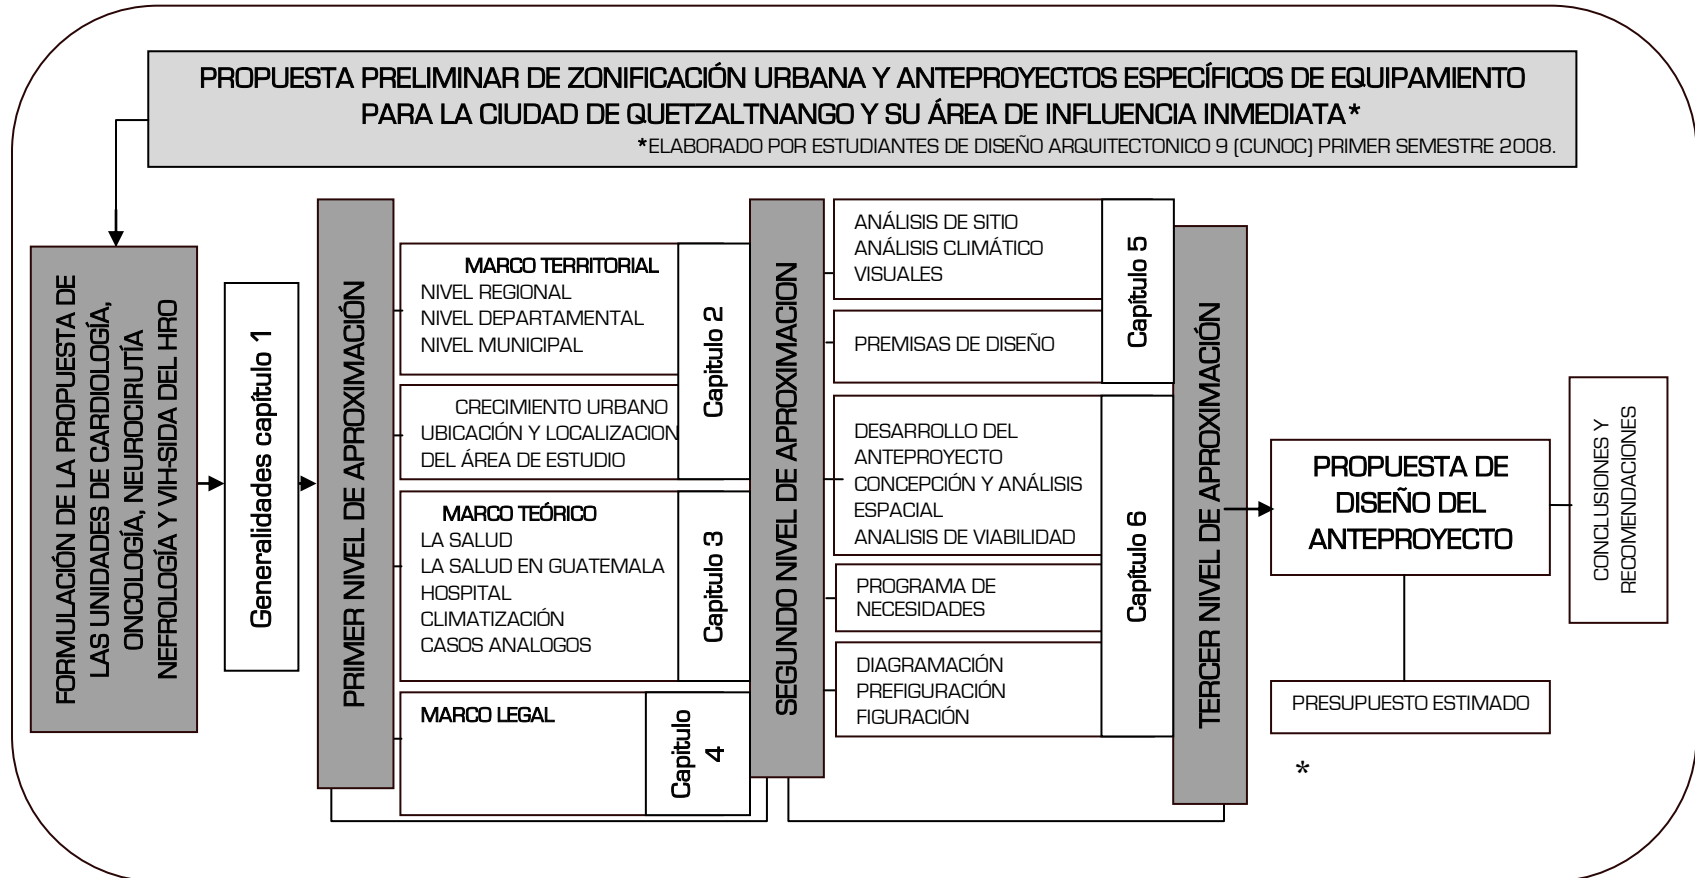 PROPUESTA PRELIMINAR DE ZONIFICACIÓN URBANA Y ANTEPROYECTOS ESPECÍFICOS DE EQUIPAMIENTO
PARA LA CIUDAD DE QUETZALTNANGO Y SU ÁREA DE INFLUENCIA INMEDIATA*
*ELABORADO POR ESTUDIANTES DE DISEÑO ARQUITECTONICO 9 (CUNOC) PRIMER SEMESTRE 2008.
FORMULACIÓN DE LA PROPUESTA DE
LAS UNIDADES DE CARDIOLOGÍA,
ONCOLOGÍA, NEUROCIRUTÍA
NEFROLOGÍA Y VIH-SIDA DEL HRO
Generalidades capítulo 1
PRIMER NIVEL DE APROXIMACIÓN
MARCO TERRITORIAL
NIVEL REGIONAL
NIVEL DEPARTAMENTAL
NIVEL MUNICIPAL
CRECIMIENTO URBANO
UBICACIÓN Y LOCALIZACION
DEL ÁREA DE ESTUDIO
Capitulo 2
MARCO TEÓRICO
LA SALUD
LA SALUD EN GUATEMALA
HOSPITAL
CLIMATIZACIÓN
CASOS ANALOGOS
Capitulo 3
MARCO LEGAL
Capitulo
4
SEGUNDO NIVEL DE APROXIMACION
ANÁLISIS DE SITIO
ANÁLISIS CLIMÁTICO
VISUALES
PREMISAS DE DISEÑO
Capítulo 5
DESARROLLO DEL
ANTEPROYECTO
CONCEPCIÓN Y ANÁLISIS
ESPACIAL
ANALISIS DE VIABILIDAD
PROGRAMA DE
NECESIDADES
DIAGRAMACIÓN
PREFIGURACIÓN
FIGURACIÓN
Capítulo 6
TERCER NIVEL DE APROXIMACIÓN
PROPUESTA DE
DISEÑO DEL
ANTEPROYECTO
PRESUPUESTO ESTIMADO
*
CONCLUSIONES Y
RECOMENDACIONES